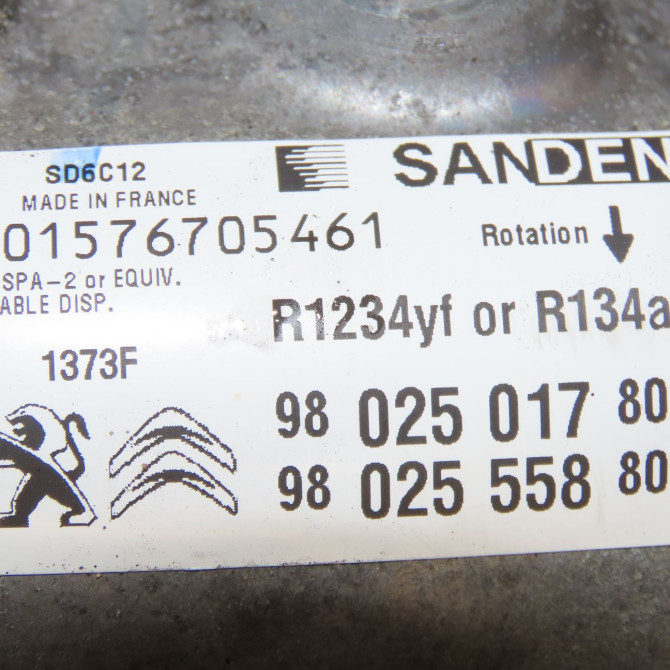 SD6C12
SANDEN
MADE IN FRANCE
01576705461
Rotation
SPA-2 or EQUIV.
ABLE DISP.
R1234yf or R134a
1373F
98 025 017 80
98 025 558 80